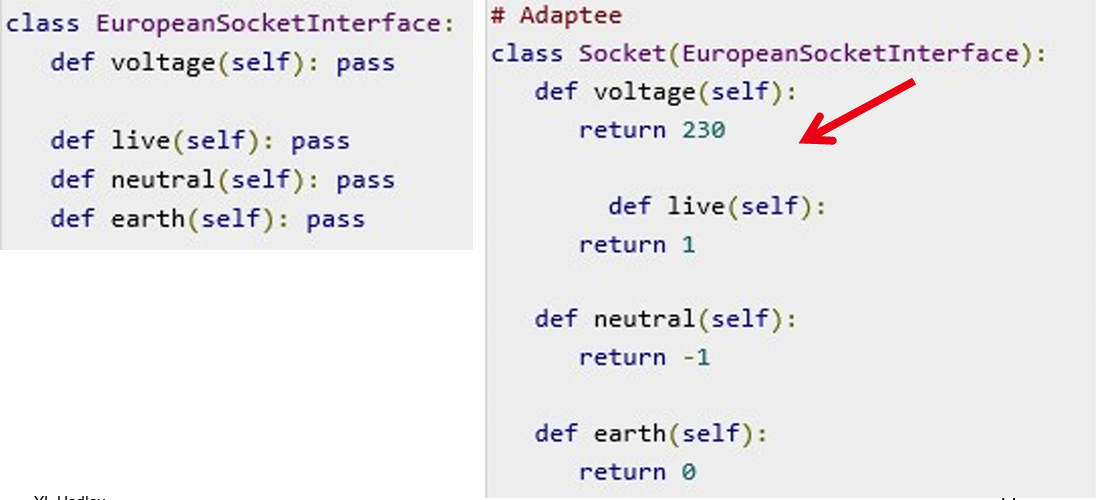 class EuropeanSocketInterface:
   def voltage(self): pass

   def live(self): pass
   def neutral(self): pass
   def earth(self): pass
# Adaptee
class Socket(EuropeanSocketInterface):
   def voltage(self):
      return 230

        def live(self):
      return 1

   def neutral(self):
      return -1

   def earth(self):
      return 0